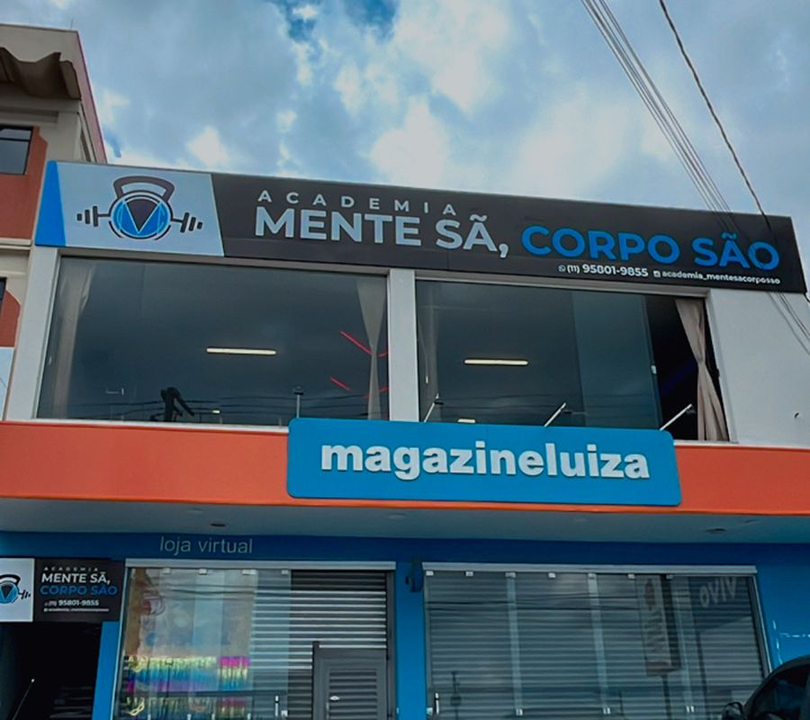 ACADEMIA
MENTE SÃ, CORPO SÃO
(11) 95801-9855 academia_mentesacorposao
magazineluiza
loja virtual
ACADEMIA
MENTE SÃ,
CORPO SÃO
(11) 95801-9855
VIVO